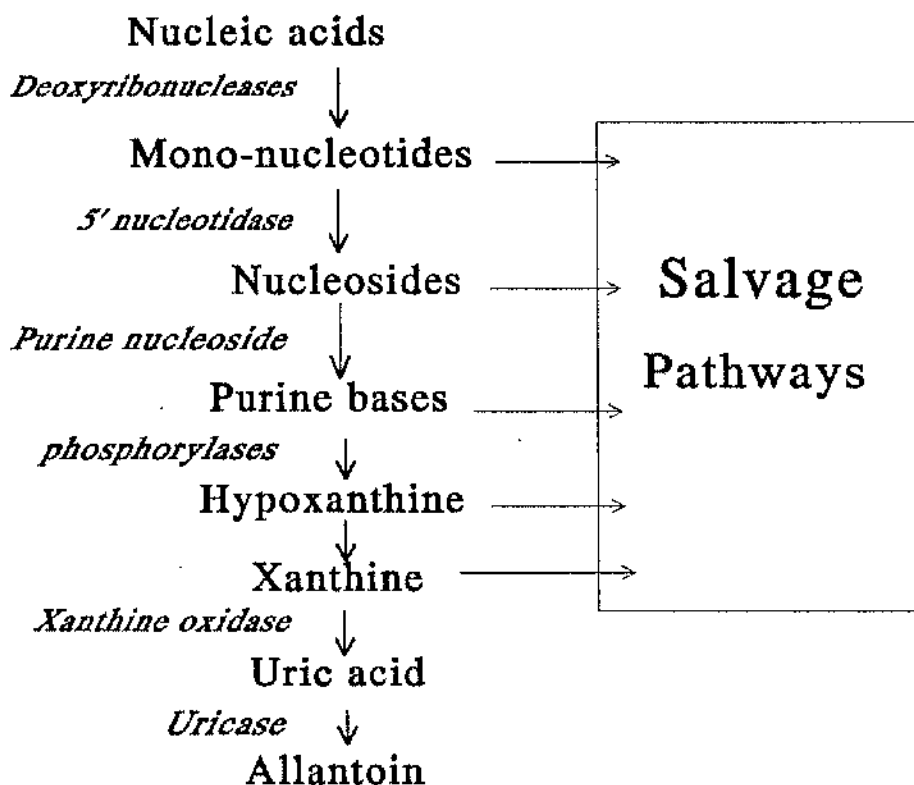 Nucleic acids
Deoxyribonucleases
Mono-nucleotides
5' nucleotidase
Nucleosides
Purine nucleoside
Purine bases
phosphorylases
Hypoxanthine
Xanthine
Xanthine oxidase
Uric acid
Uricase
Allantoin
Salvage
Pathways